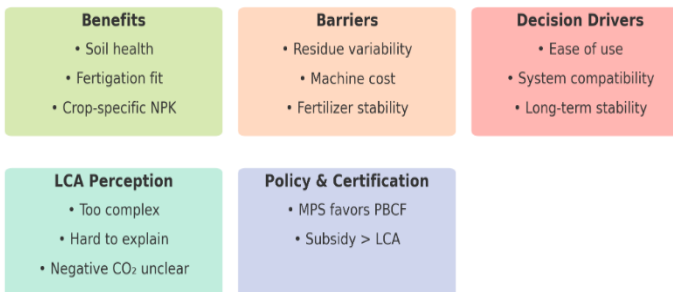 Benefits
• Soil health
• Fertigation fit
• Crop-specific NPK
Barriers
• Residue variability
• Machine cost
• Fertilizer stability
Decision Drivers
• Ease of use
• System compatibility
• Long-term stability
LCA Perception
• Too complex
• Hard to explain
• Negative CO₂ unclear
Policy & Certification
• MPS favors PBCF
• Subsidy > LCA